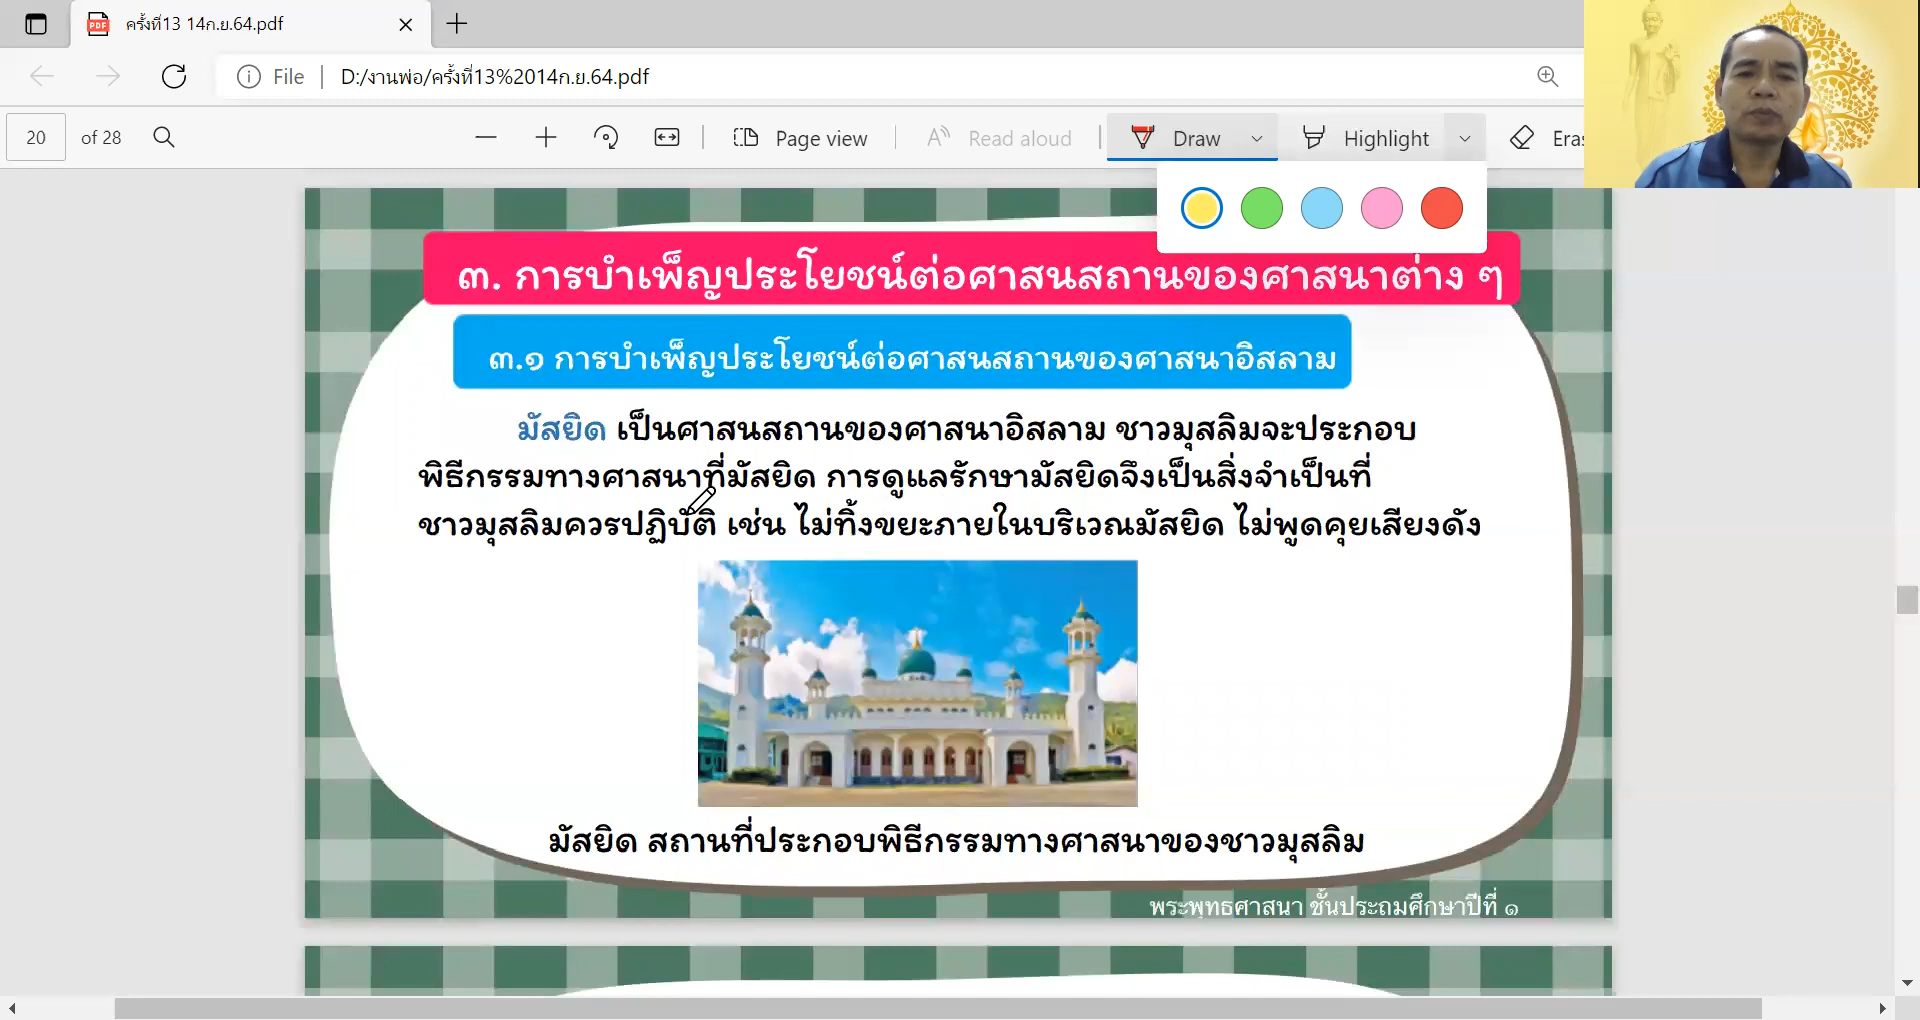 ครั้งที่13 14ก.ย.64.pdf
File
D:/งานพ่อ/ครั้งที่13%2014ก.ย.64.pdf
20 of 28
Page view
Read aloud
Draw
Highlight
Eras
๓. การบำเพ็ญประโยชน์ต่อศาสนสถานของศาสนาต่าง ๆ
๓.๑ การบำเพ็ญประโยชน์ต่อศาสนสถานของศาสนาอิสลาม
มัสยิด เป็นศาสนสถานของศาสนาอิสลาม ชาวมุสลิมจะประกอบ
พิธีกรรมทางศาสนาที่มัสยิด การดูแลรักษามัสยิดจึงเป็นสิ่งจำเป็นที่
ชาวมุสลิมควรปฏิบัติ เช่น ไม่ทิ้งขยะภายในบริเวณมัสยิด ไม่พูดคุยเสียงดัง
มัสยิด สถานที่ประกอบพิธีกรรมทางศาสนาของชาวมุสลิม
พระพุทธศาสนา ชั้นประถมศึกษาปีที่ ๑